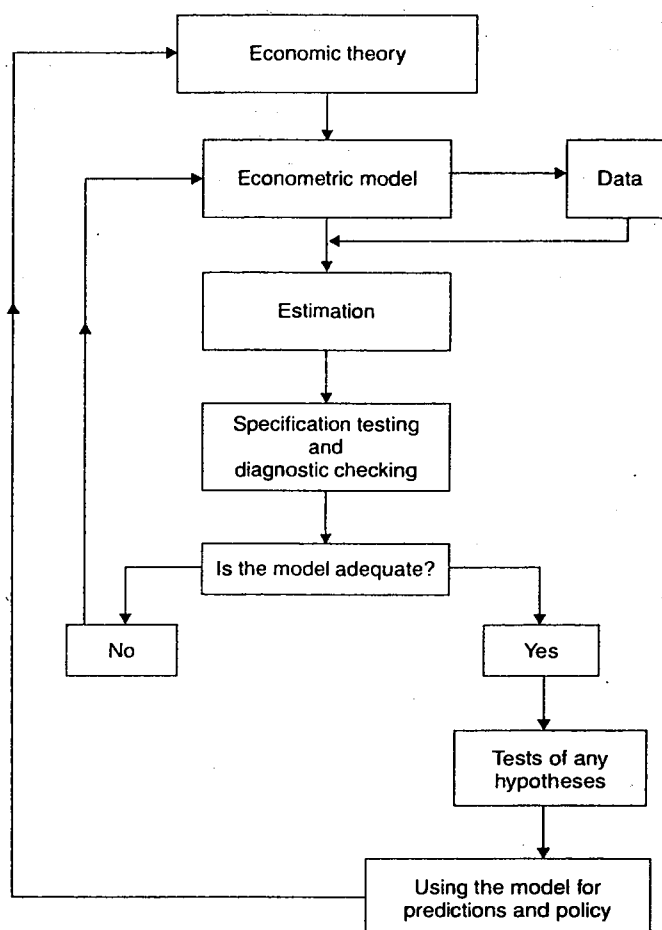 Economic theory
Econometric model
Data
Estimation
Specification testing
and
diagnostic checking
Is the model adequate?
No
Yes
Tests of any
hypotheses
Using the model for
predictions and policy